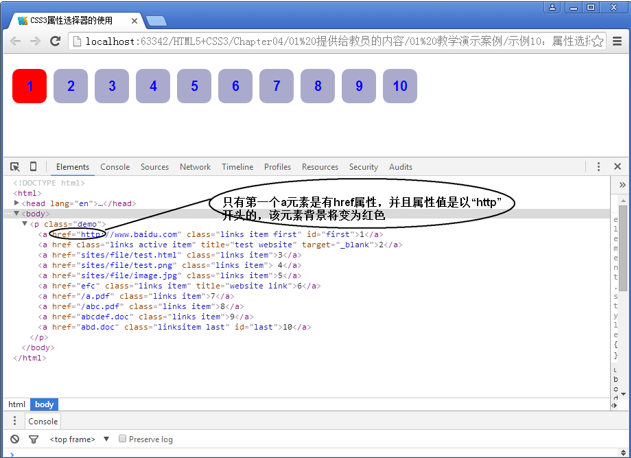 CSS3属性选择器的使用
localhost:63342/HTML5+CSS3/Chapter04/01%20提供给教员的内容/01%20教学演示案例/示例10：属性选择
1 2 3 4 5 6 7 8 9 10
Elements Console Sources Network Timeline Profiles Resources Security Audits
<!DOCTYPE html>
<html>
<head lang="en">…</head>
<body>
<p class="demo">
<a href="http://www.baidu.com" class="links item first" id="first">1</a>
<a href class="links active item" title="test website" target="_blank">2</a>
<a href="sites/file/test.html" class="links item">3</a>
<a href="sites/file/test.png" class="links item"> 4</a>
<a href="sites/file/image.jpg" class="links item">5</a>
<a href="efc" class="links item" title="website link">6</a>
<a href="/a.pdf" class="links item">7</a>
<a href="/abc.pdf" class="links item">8</a>
<a href="abcdef.doc" class="links item">9</a>
<a href="abd.doc" class="linksitem last" id="last">10</a>
</p>
</body>
</html>
只有第一个a元素是有href属性，并且属性值是以“http”
开头的，该元素背景将变为红色
html body
Console
<top frame> Preserve log